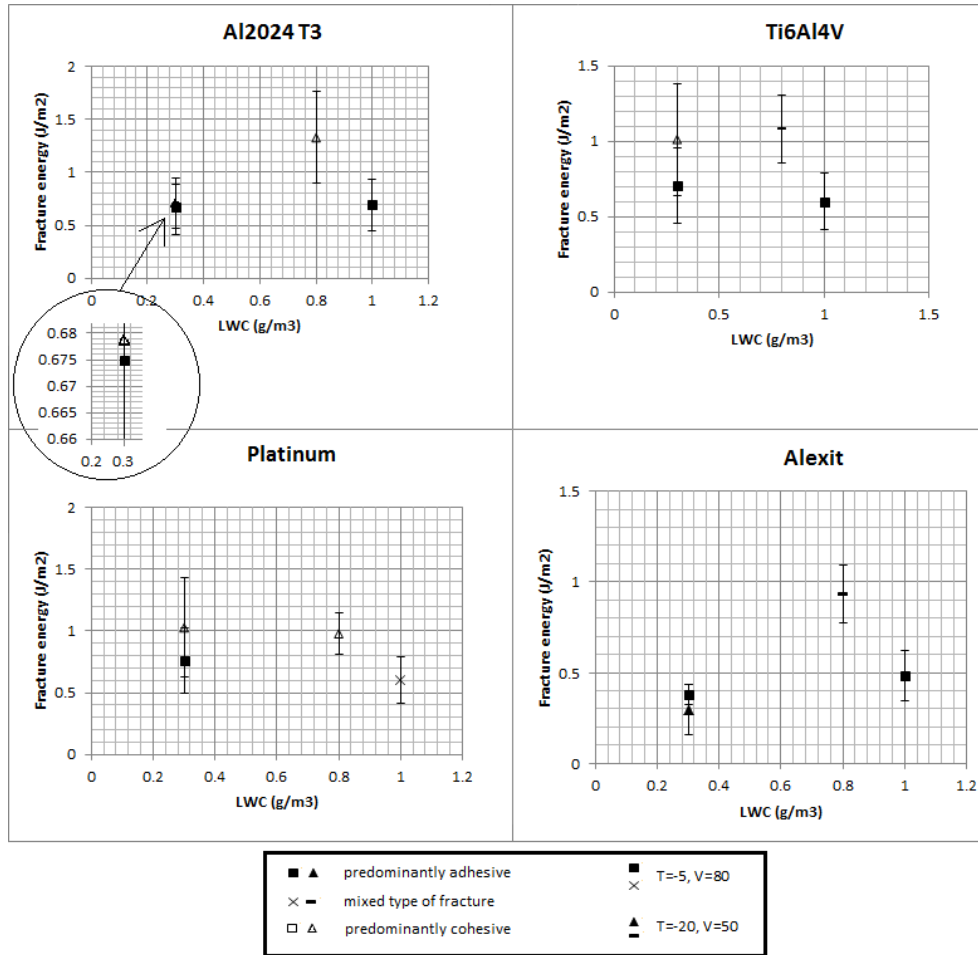 Al2024 T3
Fracture energy (J/m2)
2
1.5
1
0.5
0
0 0.2 0.4 0.6 0.8 1 1.2
LWC (g/m3)
0.68
0.675
0.67
0.665
0.66
0.2 0.3
Ti6Al4V
Fracture energy (J/m2)
1.5
1
0.5
0
0 0.5 1 1.5
LWC (g/m3)
Platinum
Fracture energy (J/m2)
2
1.5
1
0.5
0
0 0.2 0.4 0.6 0.8 1 1.2
LWC (g/m3)
Alexit
Fracture energy (J/m2)
1.5
1
0.5
0
0 0.2 0.4 0.6 0.8 1 1.2
LWC (g/m3)
predominantly adhesive
mixed type of fracture
predominantly cohesive
T=-5, V=80
T=-20, V=50